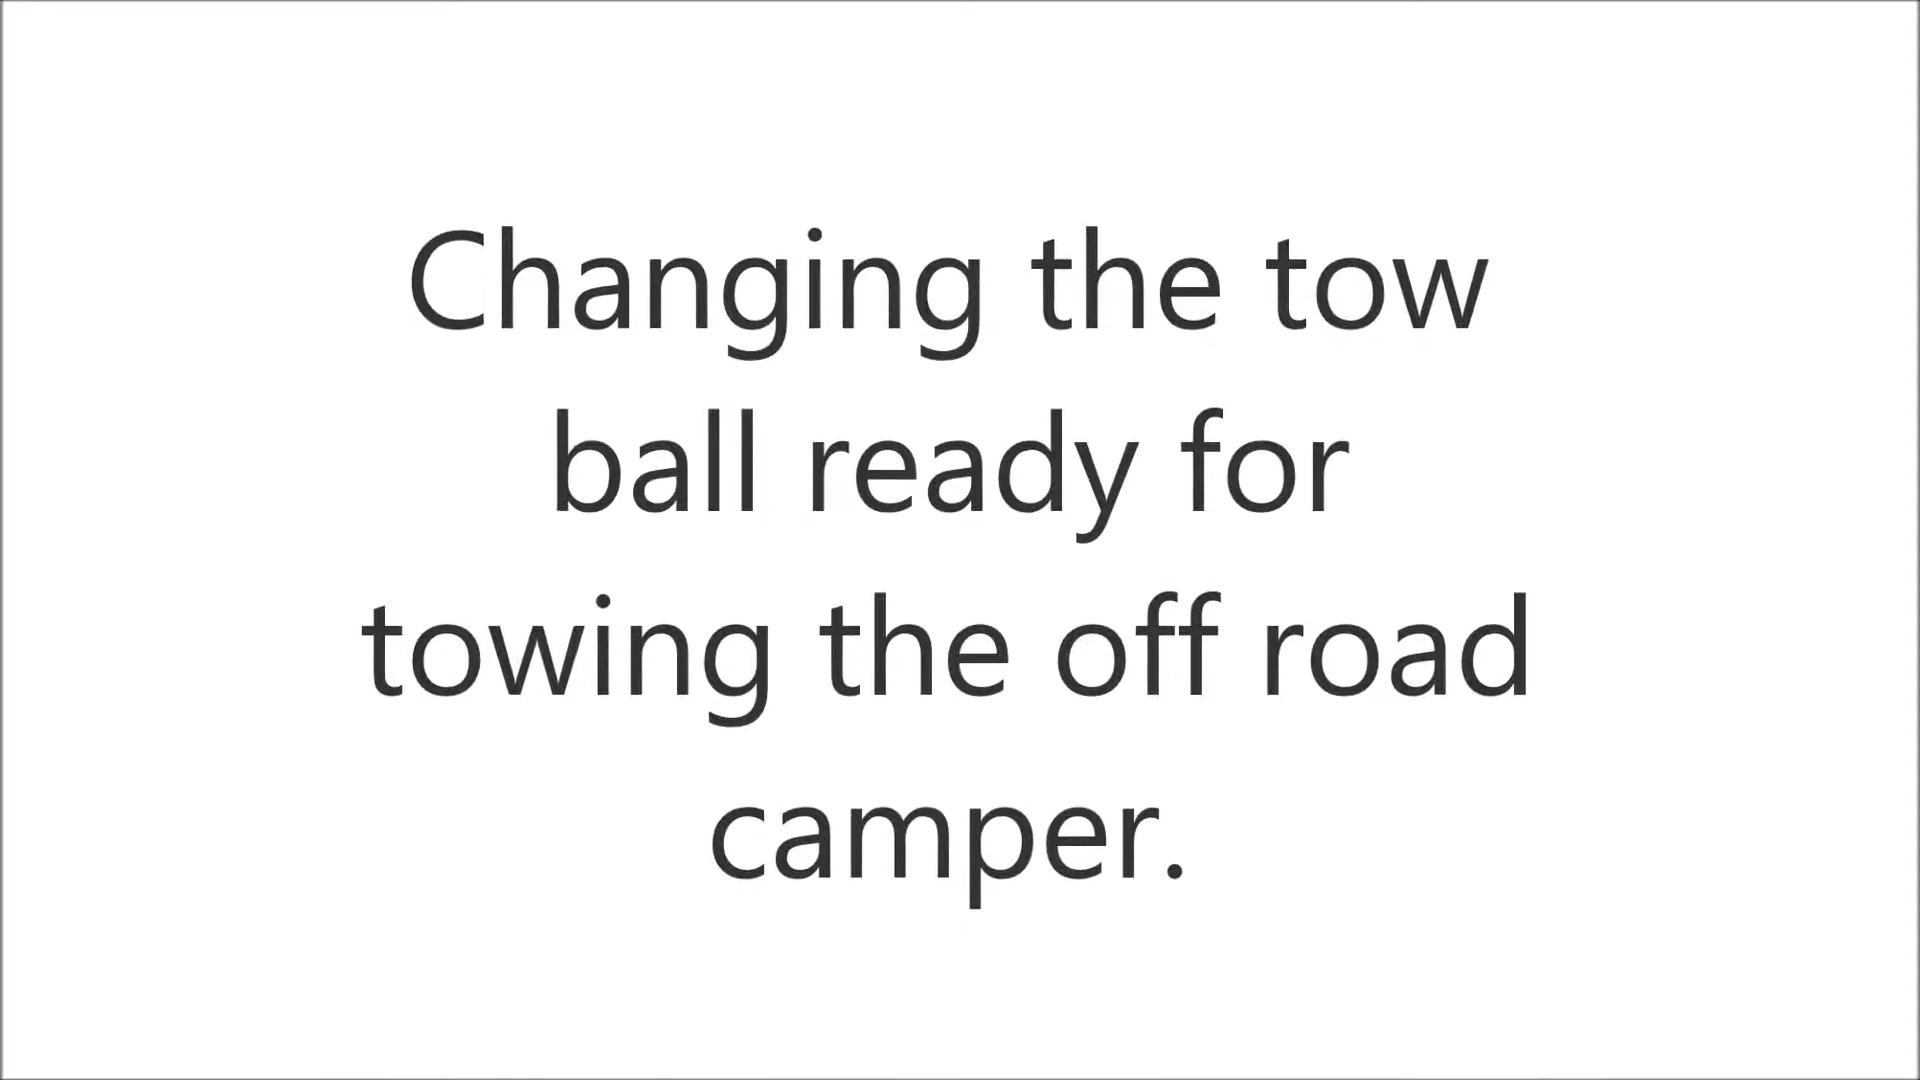 Changing the tow
ball ready for
towing the off road
camper.